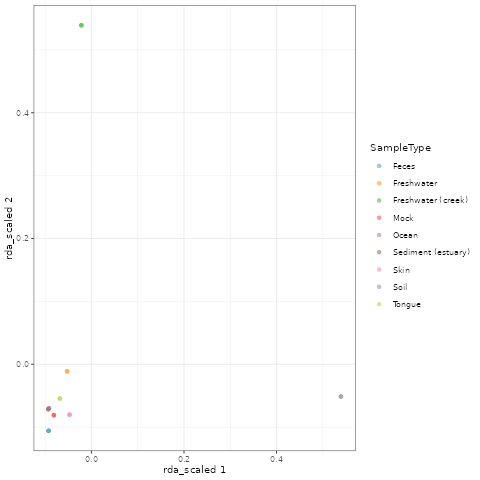 0.4
0.2
0.0
0.0
0.2
0.4
rda_scaled 1
rda_scaled 2
SampleType
Feces
Freshwater
Freshwater (creek)
Mock
Ocean
Sediment (estuary)
Skin
Soil
Tongue